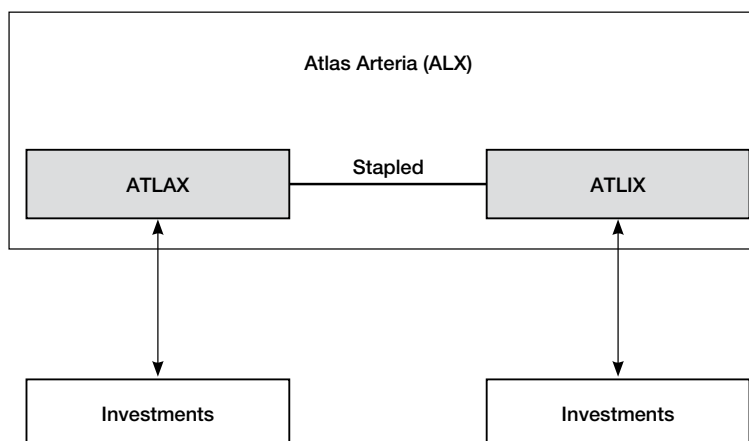 Atlas Arteria (ALX)
Stapled
ATLAX
ATLIX
Investments
Investments